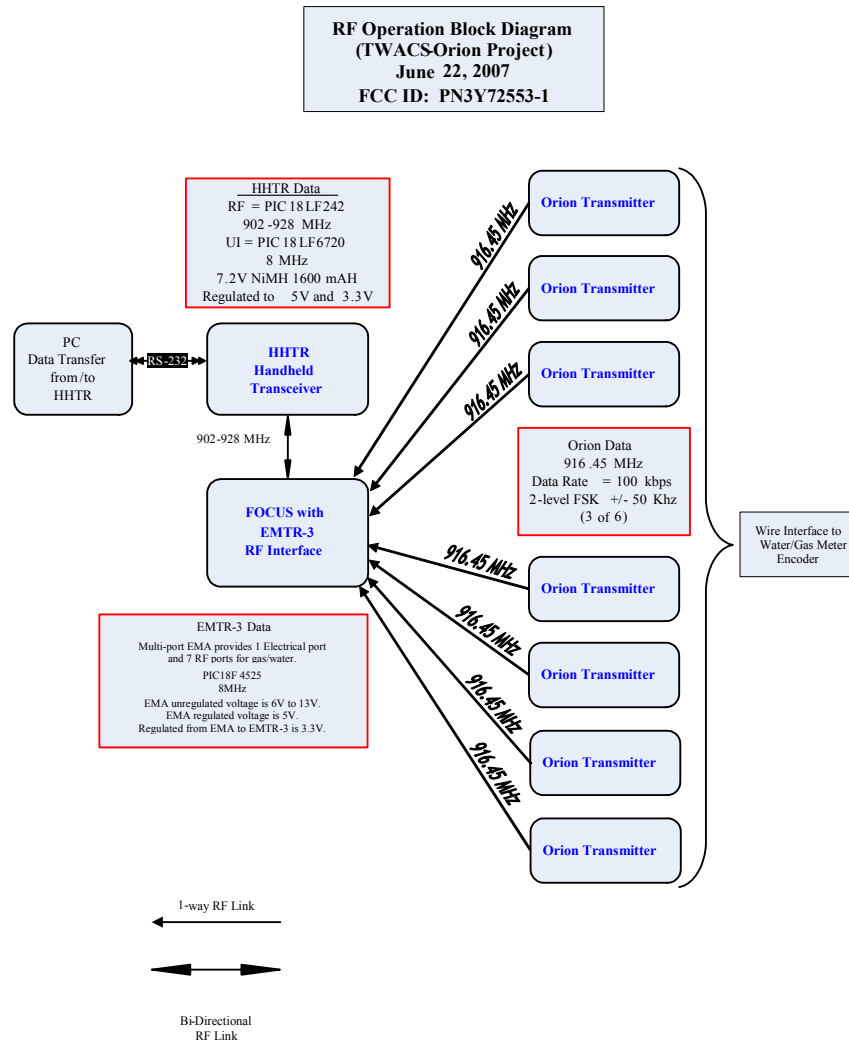 RF Operation Block Diagram
(TWACS-Orion Project)
June 22, 2007
FCC ID: PN3Y72553-1
HHTR Data
RF = PIC18LF242
902-928 MHz
UI = PIC18LF6720
8 MHz
7.2V NiMH 1600 mAH
Regulated to 5V and 3.3V
PC
Data Transfer
from/to
HHTR
RS-232
HHTR
Handheld
Transceiver
902-928 MHz
FOCUS with
EMTR-3
RF Interface
EMTR-3 Data
Multi-port EMA provides 1 Electrical port
and 7 RF ports for gas/water.
PIC18F4525
8MHz
EMA unregulated voltage is 6V to 13V.
EMA regulated voltage is 5V.
Regulated from EMA to EMTR-3 is 3.3V.
916.45 MHz
Orion Transmitter
916.45 MHz
Orion Transmitter
916.45 MHz
Orion Transmitter
Orion Data
916.45 MHz
Data Rate = 100 kbps
2-level FSK +/- 50 Khz
(3 of 6)
916.45 MHz
Orion Transmitter
916.45 MHz
Orion Transmitter
916.45 MHz
Orion Transmitter
916.45 MHz
Orion Transmitter
Wire Interface to
Water/Gas Meter
Encoder
1-way RF Link
Bi-Directional
RF Link